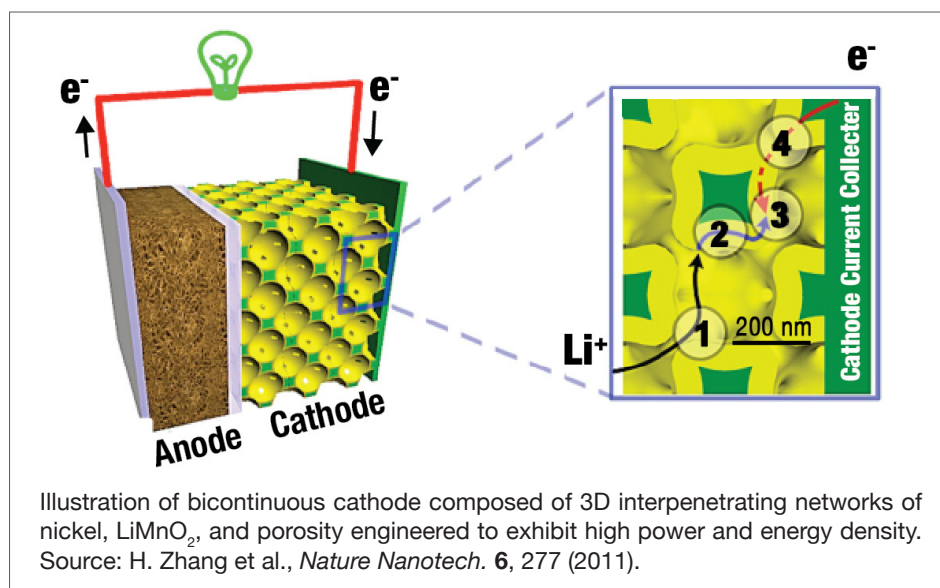 e⁻
e⁻
e⁻
4
3
2
1
200 nm
Li⁺
Cathode Current Collecter
Anode
Cathode
Illustration of bicontinuous cathode composed of 3D interpenetrating networks of
nickel, LiMnO₂, and porosity engineered to exhibit high power and energy density.
Source: H. Zhang et al., Nature Nanotech. 6, 277 (2011).